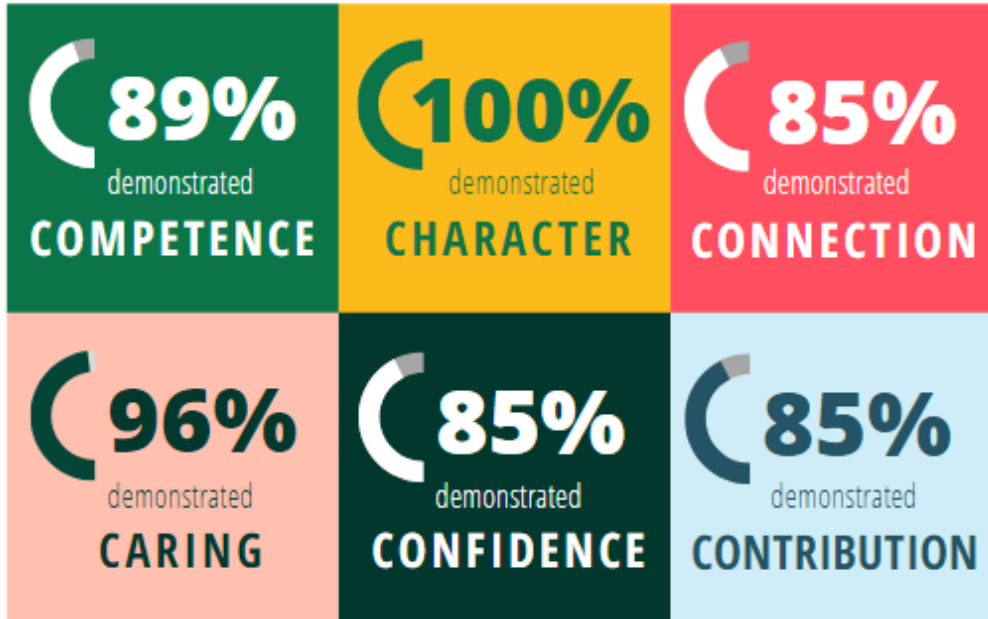 89%
demonstrated
COMPETENCE
100%
demonstrated
CHARACTER
85%
demonstrated
CONNECTION
96%
demonstrated
CARING
85%
demonstrated
CONFIDENCE
85%
demonstrated
CONTRIBUTION